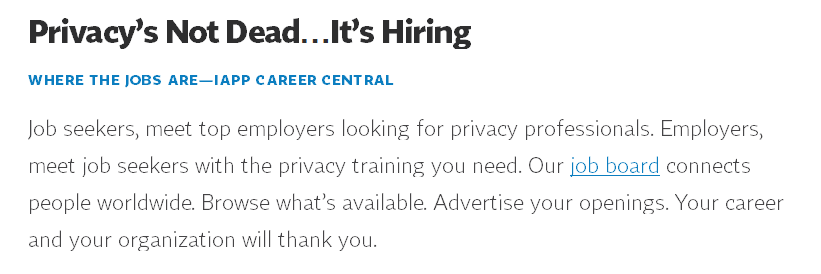 Privacy’s Not Dead…It’s Hiring
WHERE THE JOBS ARE—IAPP CAREER CENTRAL
Job seekers, meet top employers looking for privacy professionals. Employers,
meet job seekers with the privacy training you need. Our job board connects
people worldwide. Browse what’s available. Advertise your openings. Your career
and your organization will thank you.